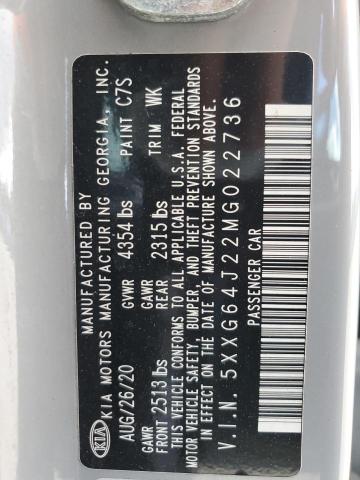 MANUFACTURED BY
KIA KIA MOTORS MANUFACTURING GEORGIA, INC.
AUG/26/20 GVWR 4354 lbs PAINT C7S
GAWR FRONT 2513 lbs GAWR REAR 2315 lbs TRIM WK
THIS VEHICLE CONFORMS TO ALL APPLICABLE U.S.A. FEDERAL
MOTOR VEHICLE SAFETY, BUMPER, AND THEFT PREVENTION STANDARDS
IN EFFECT ON THE DATE OF MANUFACTURE SHOWN ABOVE.
V.I.N. 5XXG64J22MG022736
PASSENGER CAR